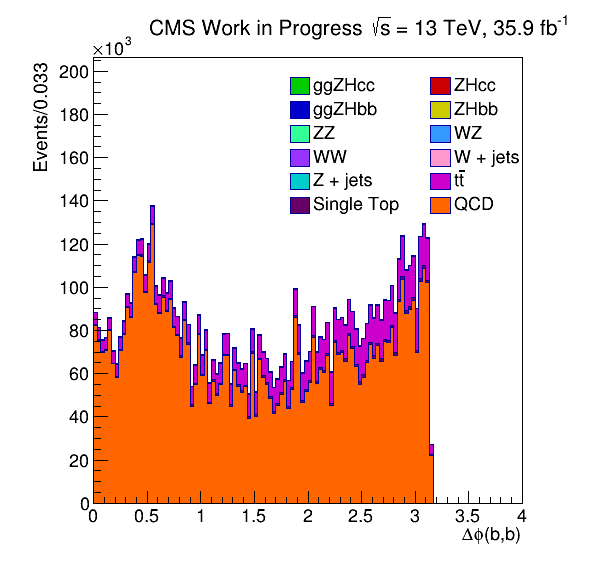 CMS Work in Progress √s = 13 TeV, 35.9 fb⁻¹
×10³
Events/0.033
200
180
160
140
120
100
80
60
40
20
0
ggZHcc ZHcc
ggZHbb ZHbb
ZZ WZ
WW W + jets
Z + jets tt̄
Single Top QCD
0 0.5 1 1.5 2 2.5 3 3.5 4
Δϕ(b,b)